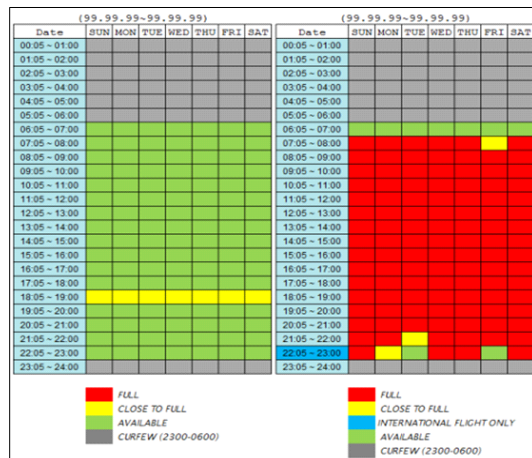 (99.99.99~99.99.99)
Date SUN MON TUE WED THU FRI SAT
00:05 ~ 01:00
01:05 ~ 02:00
02:05 ~ 03:00
03:05 ~ 04:00
04:05 ~ 05:00
05:05 ~ 06:00
06:05 ~ 07:00
07:05 ~ 08:00
08:05 ~ 09:00
09:05 ~ 10:00
10:05 ~ 11:00
11:05 ~ 12:00
12:05 ~ 13:00
13:05 ~ 14:00
14:05 ~ 15:00
15:05 ~ 16:00
16:05 ~ 17:00
17:05 ~ 18:00
18:05 ~ 19:00
19:05 ~ 20:00
20:05 ~ 21:00
21:05 ~ 22:00
22:05 ~ 23:00
23:05 ~ 24:00
FULL
CLOSE TO FULL
AVAILABLE
CURFEW (2300-0600)
(99.99.99~99.99.99)
Date SUN MON TUE WED THU FRI SAT
00:05 ~ 01:00
01:05 ~ 02:00
02:05 ~ 03:00
03:05 ~ 04:00
04:05 ~ 05:00
05:05 ~ 06:00
06:05 ~ 07:00
07:05 ~ 08:00
08:05 ~ 09:00
09:05 ~ 10:00
10:05 ~ 11:00
11:05 ~ 12:00
12:05 ~ 13:00
13:05 ~ 14:00
14:05 ~ 15:00
15:05 ~ 16:00
16:05 ~ 17:00
17:05 ~ 18:00
18:05 ~ 19:00
19:05 ~ 20:00
20:05 ~ 21:00
21:05 ~ 22:00
22:05 ~ 23:00
23:05 ~ 24:00
FULL
CLOSE TO FULL
INTERNATIONAL FLIGHT ONLY
AVAILABLE
CURFEW (2300-0600)